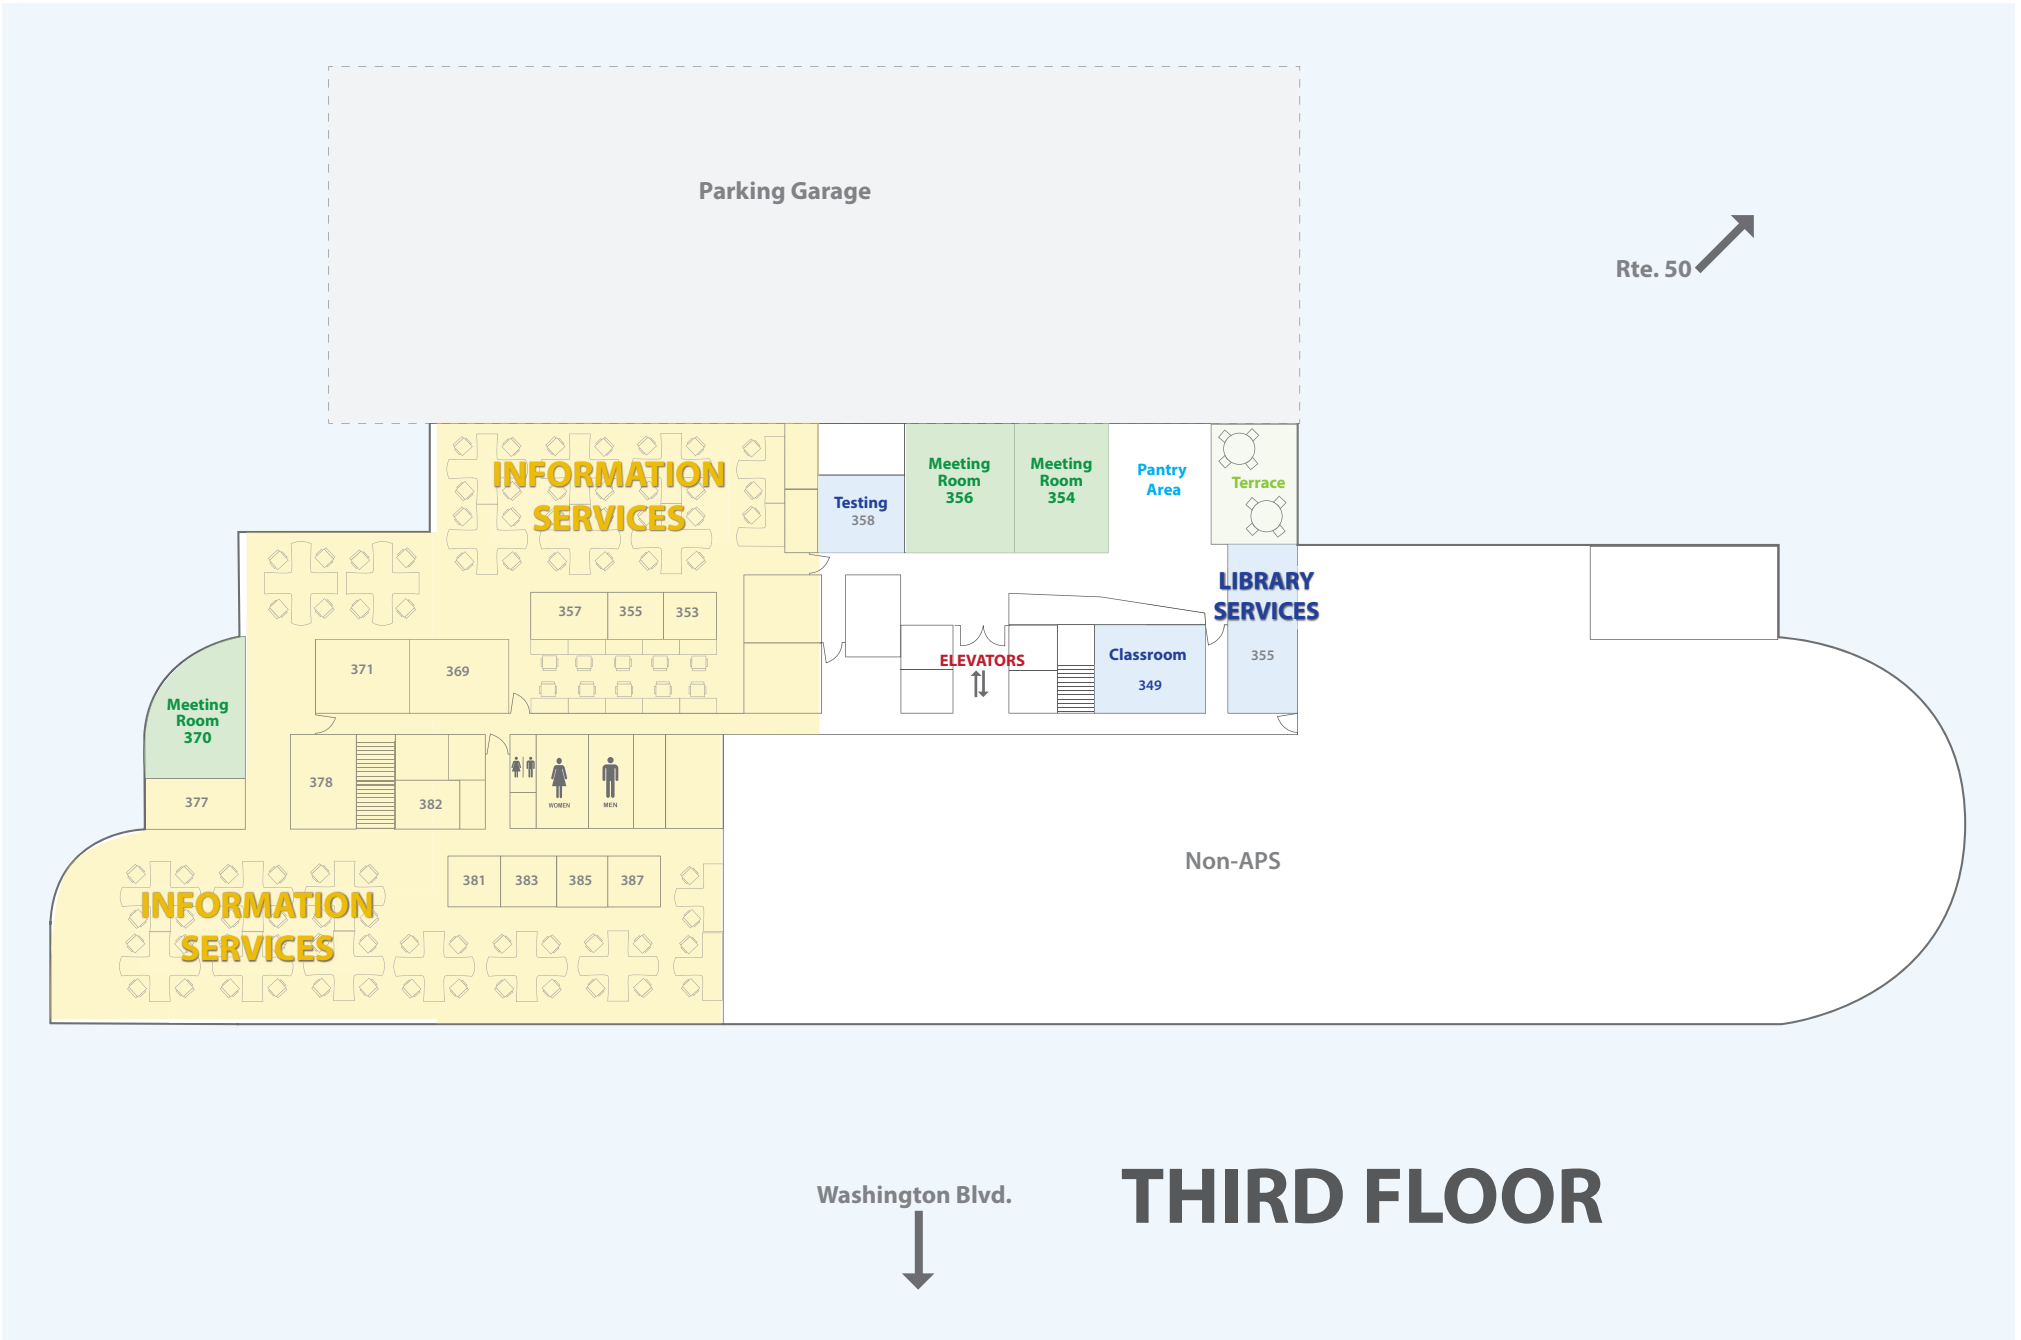 Parking Garage
Rte. 50
INFORMATION
SERVICES
Meeting
Room
356
Meeting
Room
354
Pantry
Area
Terrace
Testing
358
LIBRARY
SERVICES
357
355
353
371
369
ELEVATORS
Classroom
349
355
Meeting
Room
370
377
378
382
WOMEN
MEN
381
383
385
387
INFORMATION
SERVICES
Non-APS
THIRD FLOOR
Washington Blvd.